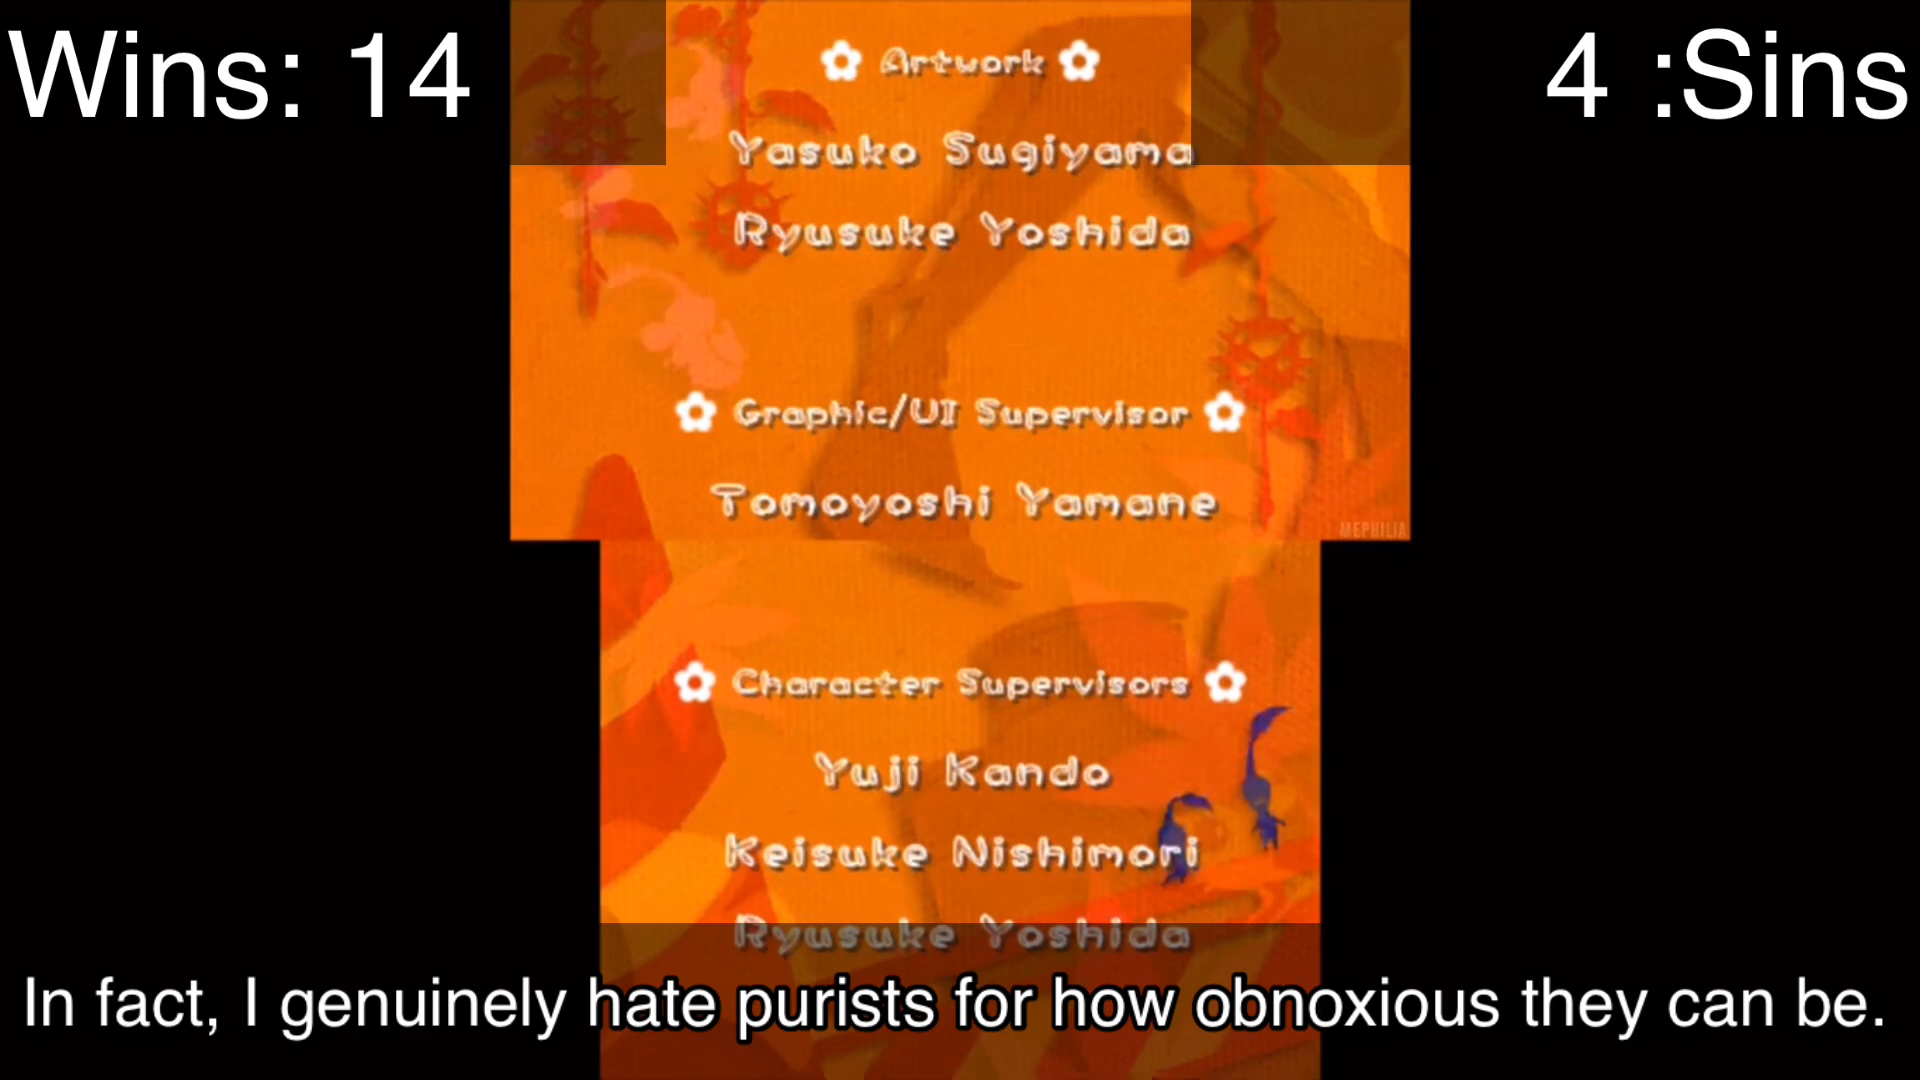 Wins: 14
4 :Sins
Artwork
Yasuko Sugiyama
Ryusuke Yoshida
Graphic/UI Supervisor
Tomoyoshi Yamane
MEPHILIA
Character Supervisors
Yuji Kando
Keisuke Nishimori
Ryusuke Yoshida
In fact, I genuinely hate purists for how obnoxious they can be.